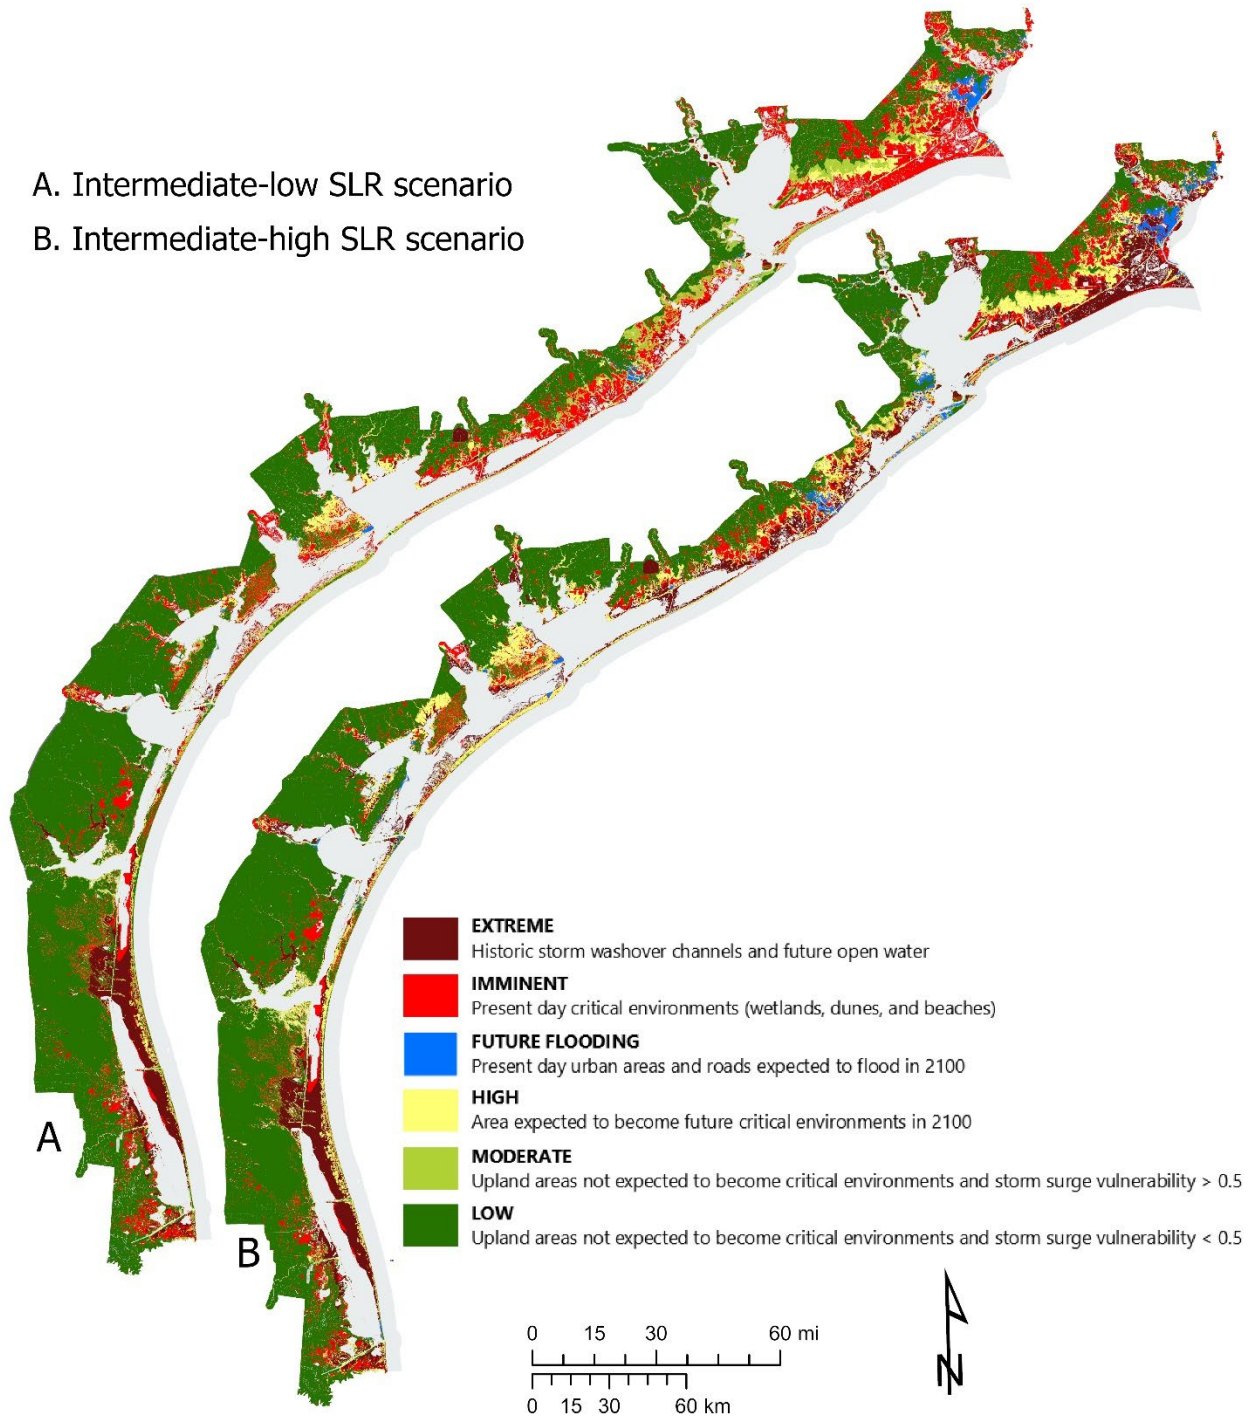 A. Intermediate-low SLR scenario
B. Intermediate-high SLR scenario
EXTREME
Historic storm washover channels and future open water
IMMINENT
Present day critical environments (wetlands, dunes, and beaches)
FUTURE FLOODING
Present day urban areas and roads expected to flood in 2100
HIGH
Area expected to become future critical environments in 2100
MODERATE
Upland areas not expected to become critical environments and storm surge vulnerability > 0.5
LOW
Upland areas not expected to become critical environments and storm surge vulnerability < 0.5
A
B
0 15 30 60 mi
0 15 30 60 km
N